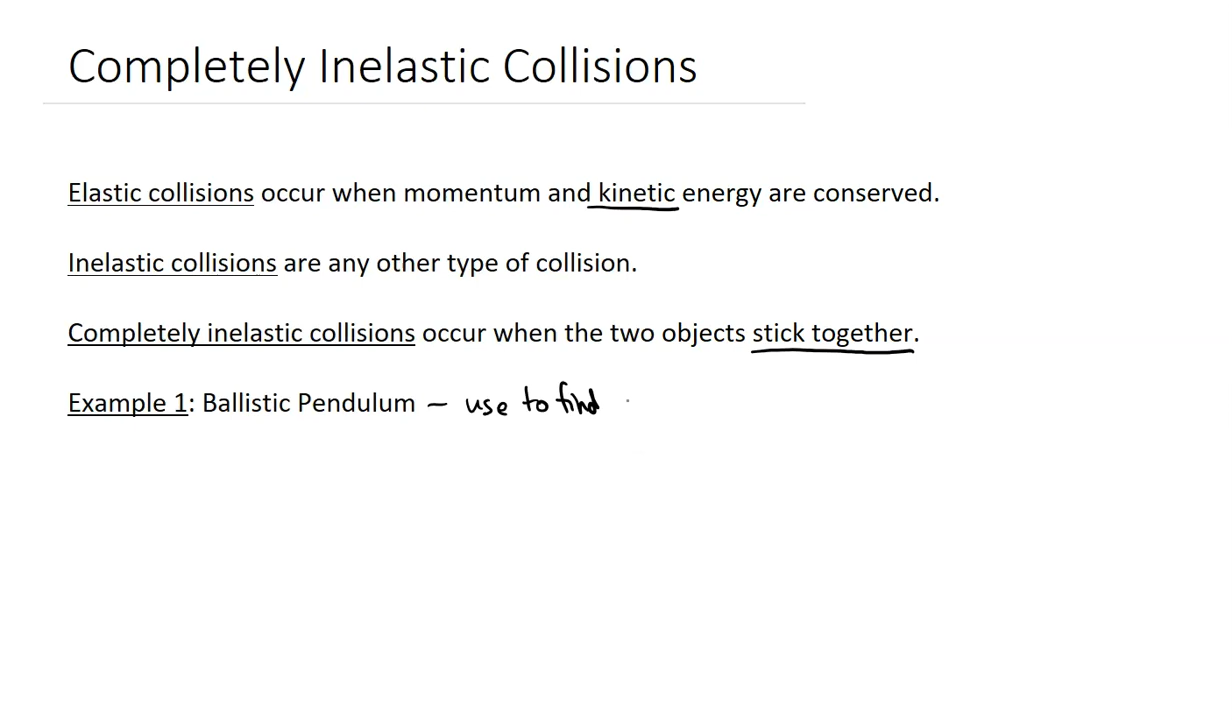 Completely Inelastic Collisions
Elastic collisions occur when momentum and kinetic energy are conserved.
Inelastic collisions are any other type of collision.
Completely inelastic collisions occur when the two objects stick together.
Example 1: Ballistic Pendulum – use to find